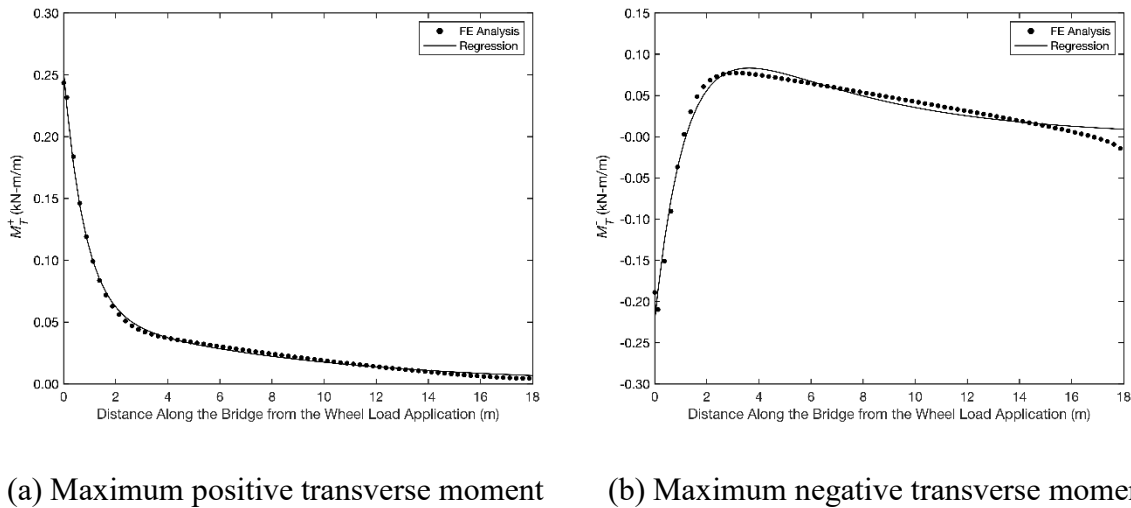 0.30
0.25
0.20
0.15
0.10
0.05
0.00
M_T^+ (kN-m/m)
FE Analysis
Regression
0 2 4 6 8 10 12 14 16 18
Distance Along the Bridge from the Wheel Load Application (m)
0.15
0.10
0.05
-0.00
-0.05
-0.10
-0.15
-0.20
-0.25
-0.30
M_T^- (kN-m/m)
FE Analysis
Regression
0 2 4 6 8 10 12 14 16 18
Distance Along the Bridge from the Wheel Load Application (m)
(a) Maximum positive transverse moment
(b) Maximum negative transverse momen